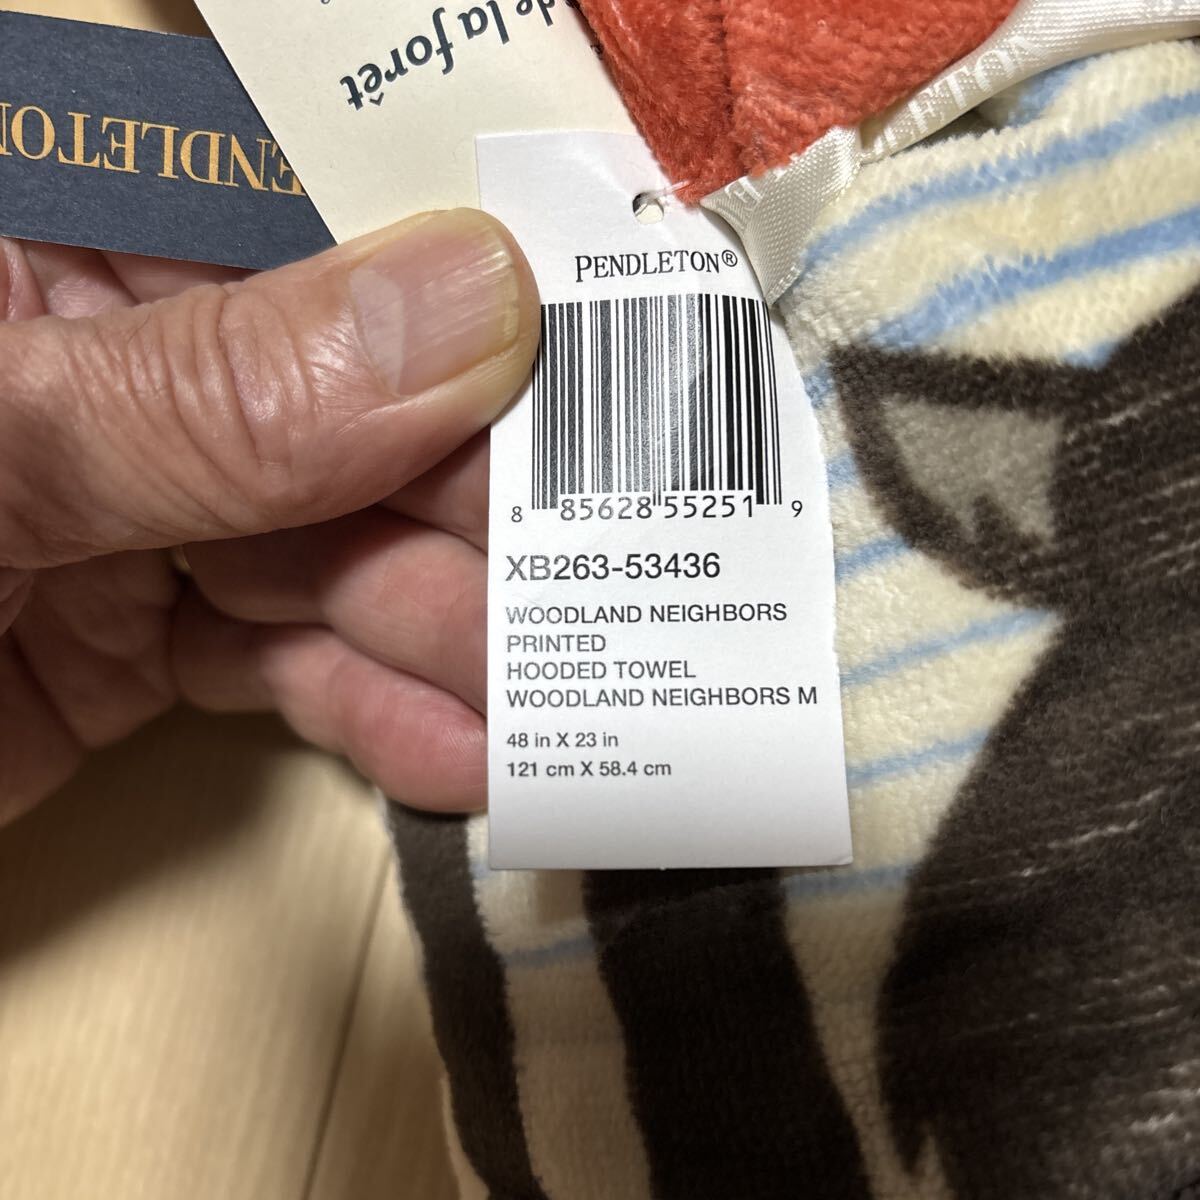 de la forêt
PENDLETON®
8 85628 55251 9
XB263-53436
WOODLAND NEIGHBORS
PRINTED
HOODED TOWEL
WOODLAND NEIGHBORS M
48 in X 23 in
121 cm X 58.4 cm